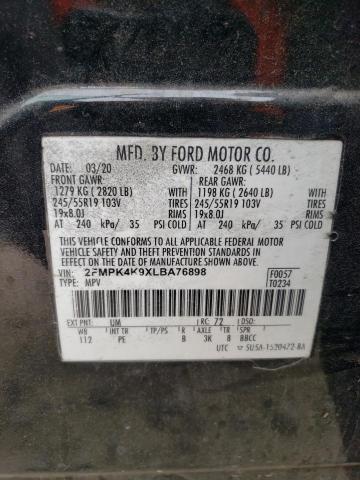 MFD. BY FORD MOTOR CO.
DATE: 03/20 GVWR: 2468 KG ( 5440 LB)
FRONT GAWR: REAR GAWR:
1279 KG ( 2820 LB) WITH 1198 KG ( 2640 LB) WITH
245/55R19 103V TIRES 245/55R19 103V TIRES
19x8.0J RIMS 19x8.0J RIMS
AT 240 kPa/ 35 PSI COLD AT 240 kPa/ 35 PSI COLD
THIS VEHICLE CONFORMS TO ALL APPLICABLE FEDERAL MOTOR
VEHICLE SAFETY AND THEFT PREVENTION STANDARDS IN EFFECT ON THE DATE OF
MANUFACTURE SHOWN ABOVE.
VIN: 2FMPK4K9XLBA76898 F0057
TYPE: MPV T0234
EXT PNT: UM RC: 72 DSO:
WB BRK INT TR TP/PS R AXLE TR SPR
112 PE B 3K 8 BBCC
UTC 5U5A-1520472-BA